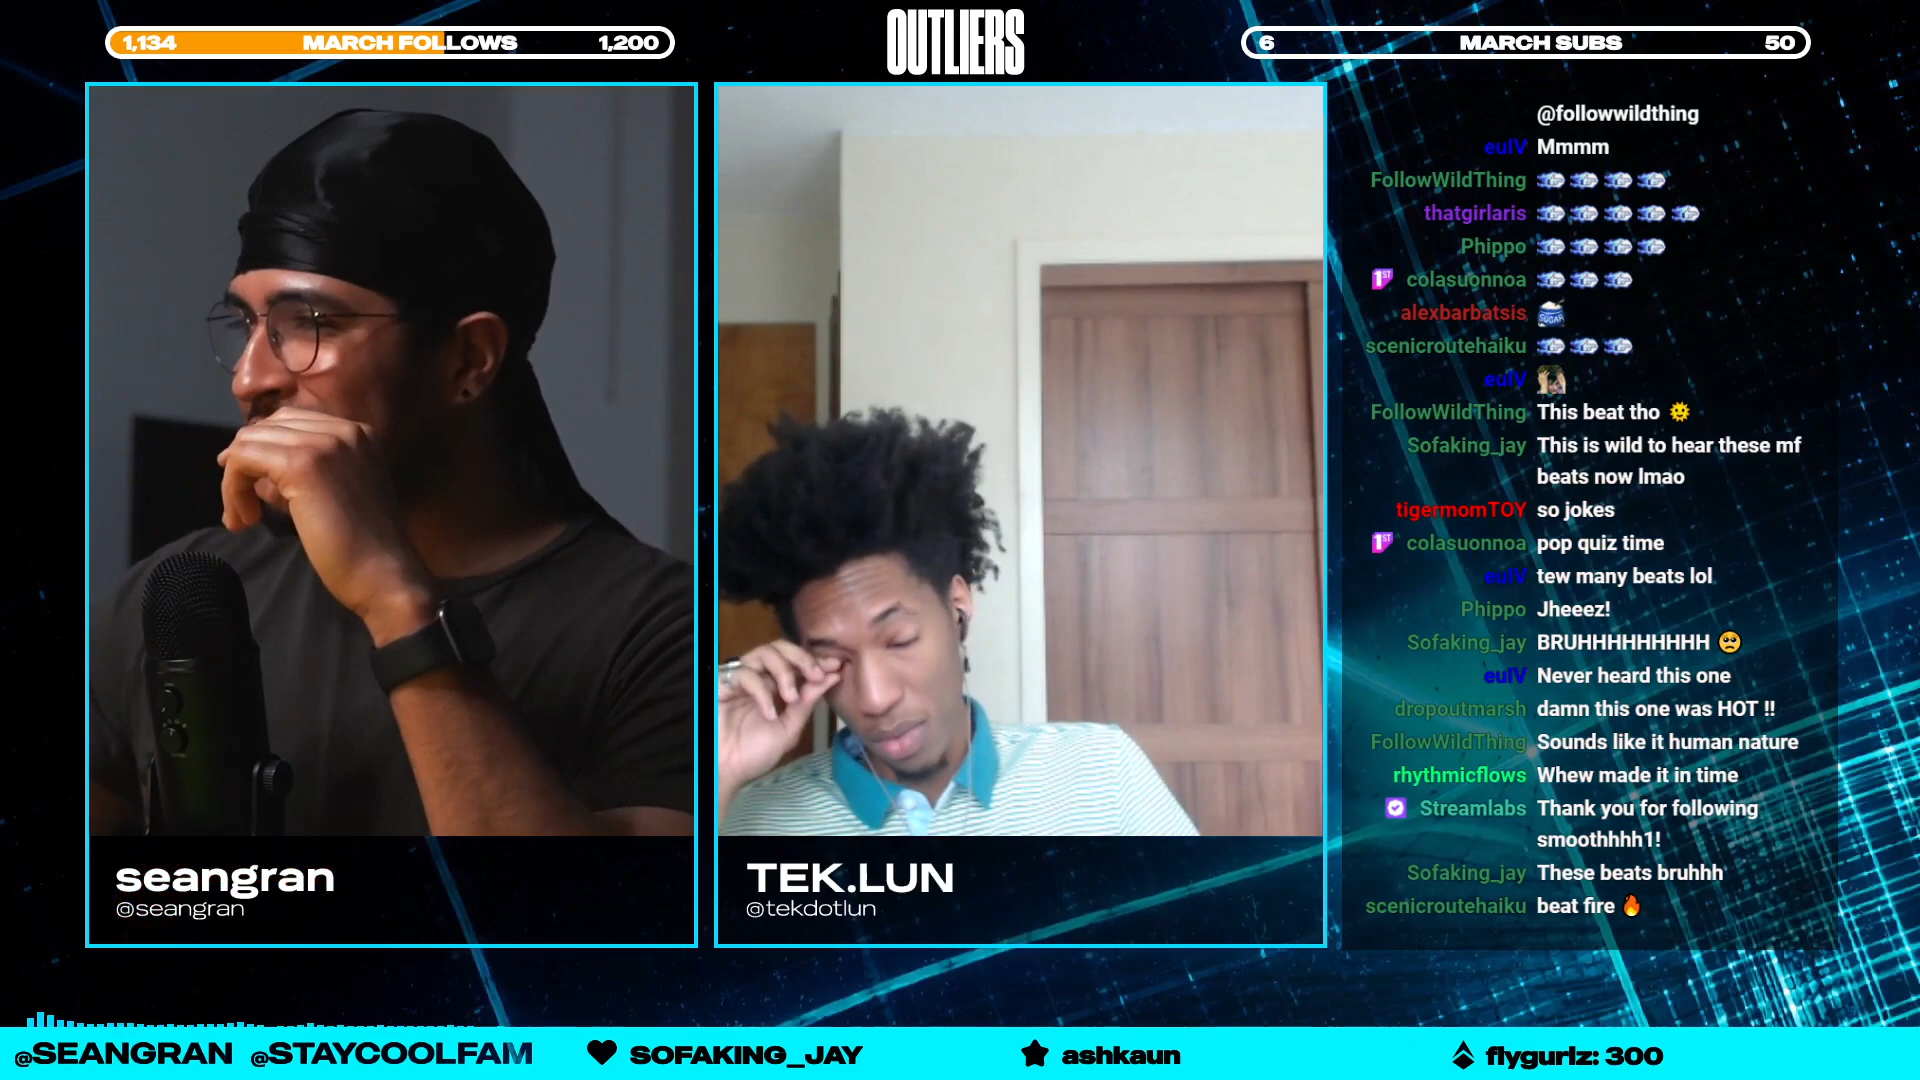 1,134 MARCH FOLLOWS 1,200
OUTLIERS
6 MARCH SUBS 50
@followwildthing
eulV Mmmm
FollowWildThing
thatgirlaris
Phippo
1ST colasuonnoa
alexbarbatsis SUGAR
scenicroutehaiku
eulV
FollowWildThing This beat tho 🌞
Sofaking_jay This is wild to hear these mf
beats now lmao
tigermomTOY so jokes
1ST colasuonnoa pop quiz time
eulV tew many beats lol
Phippo Jheeez!
Sofaking_jay BRUHHHHHHHHH 🥺
eulV Never heard this one
dropoutmarsh damn this one was HOT !!
FollowWildThing Sounds like it human nature
rhythmicflows Whew made it in time
Streamlabs Thank you for following
smoothhhh1!
Sofaking_jay These beats bruhhh
scenicroutehaiku beat fire 🔥
seangran
@seangran
TEK.LUN
@tekdotlun
@SEANGRAN @STAYCOOLFAM SOFAKING_JAY ashkaun flygurlz: 300